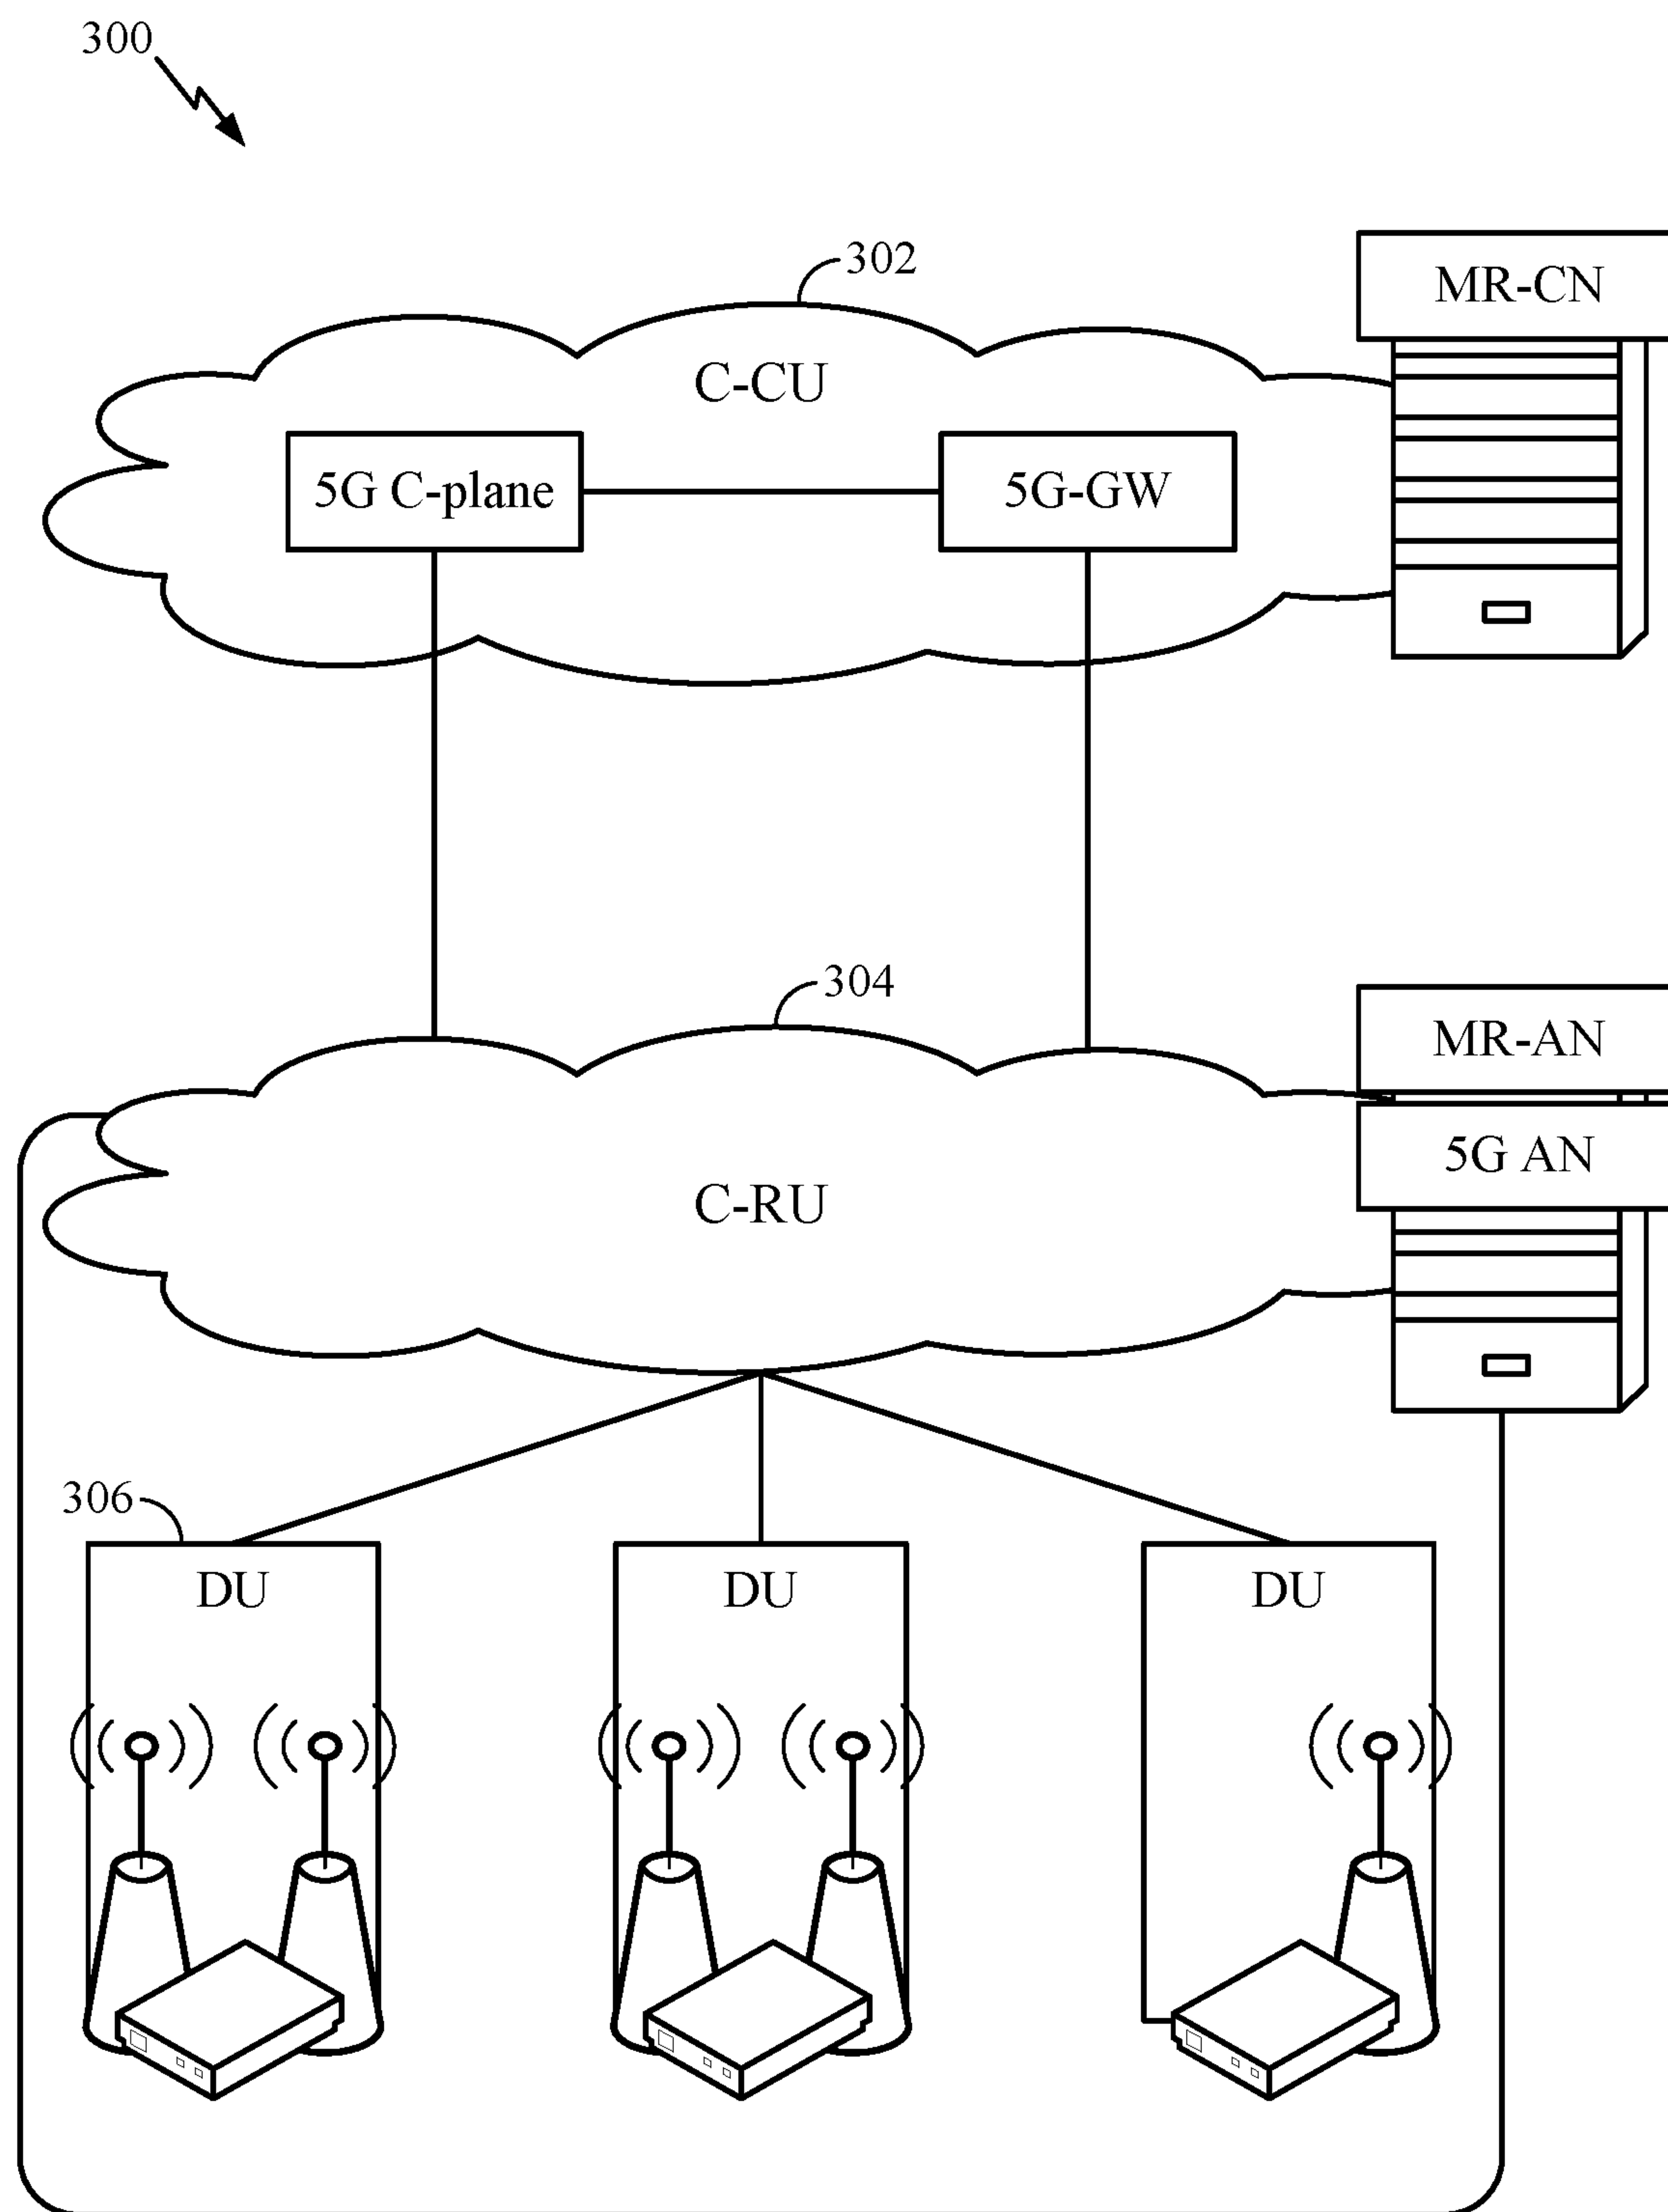 300
302
MR-CN
C-CU
5G C-plane
5G-GW
304
MR-AN
5G AN
C-RU
306
DU
DU
DU